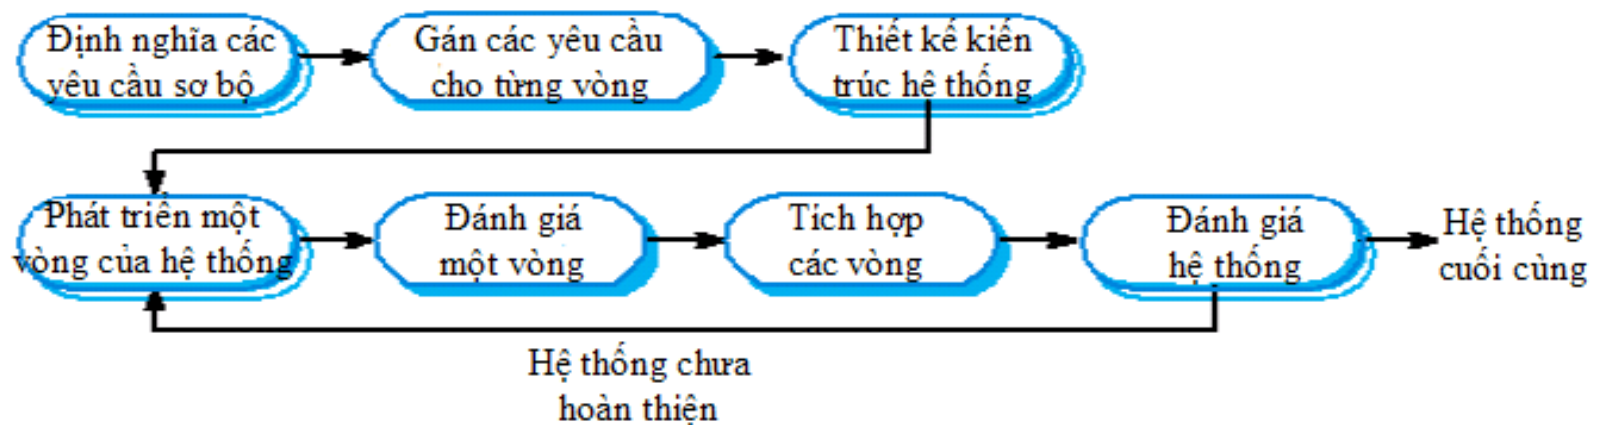 Định nghĩa các
yêu cầu sơ bộ
Gán các yêu cầu
cho từng vòng
Thiết kế kiến
trúc hệ thống
Phát triển một
vòng của hệ thống
Đánh giá
một vòng
Tích hợp
các vòng
Đánh giá
hệ thống
Hệ thống
cuối cùng
Hệ thống chưa
hoàn thiện